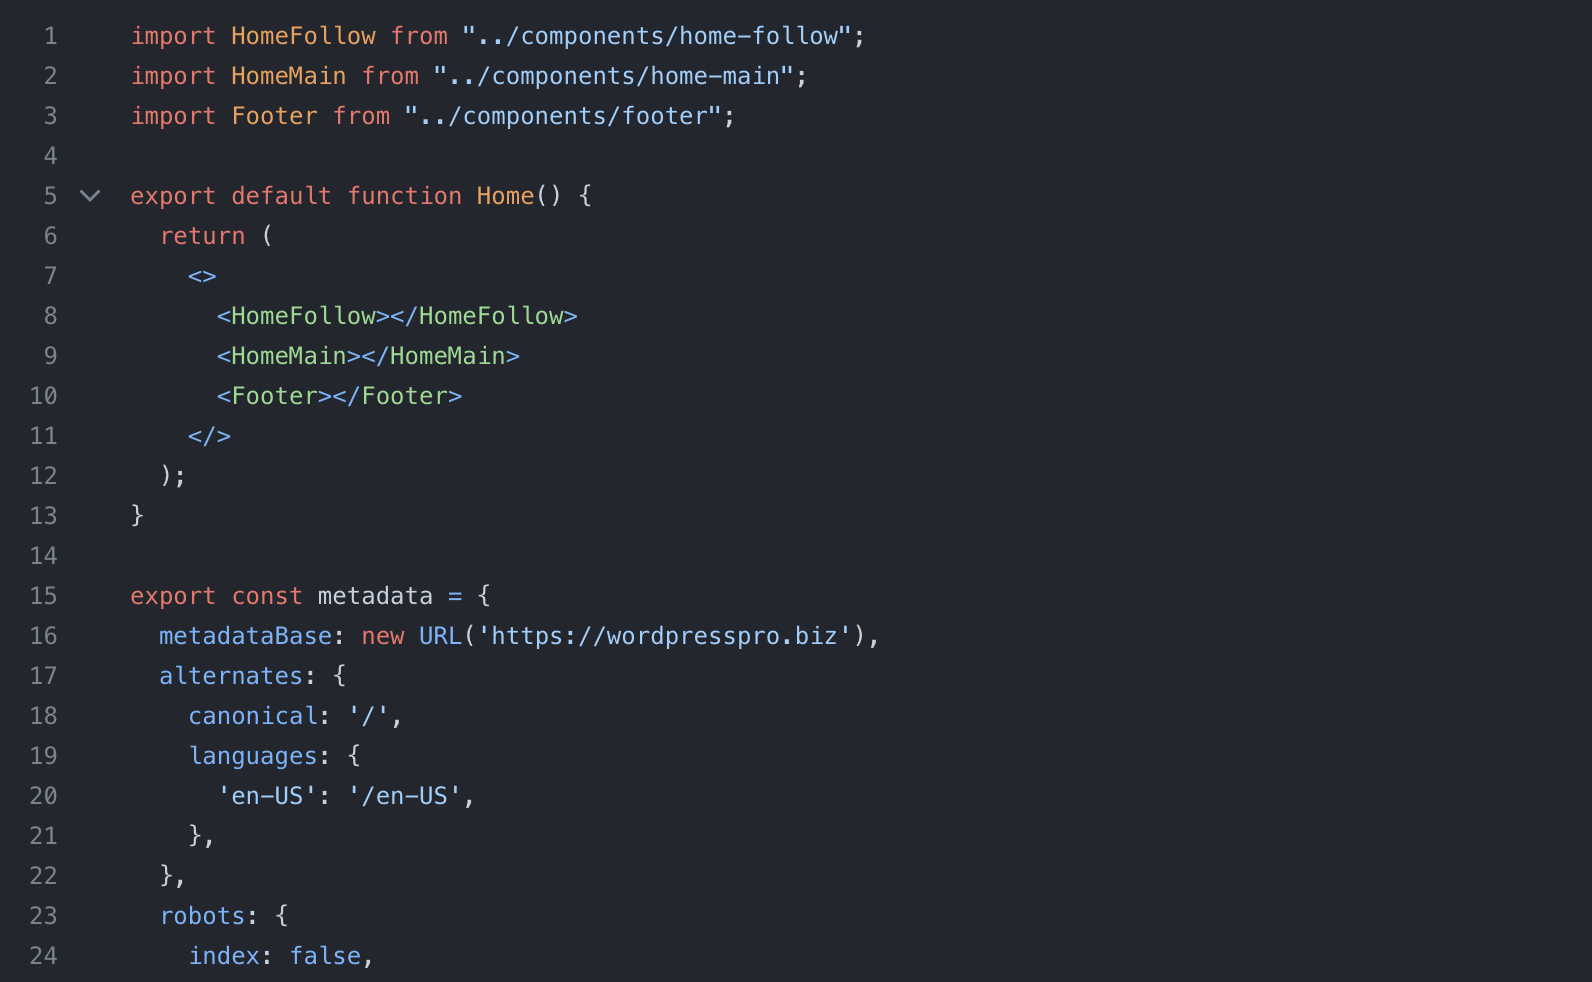 1 import HomeFollow from "../components/home-follow";
2 import HomeMain from "../components/home-main";
3 import Footer from "../components/footer";
4
5 export default function Home() {
6   return (
7     <>
8       <HomeFollow></HomeFollow>
9       <HomeMain></HomeMain>
10       <Footer></Footer>
11     </>
12   );
13 }
14
15 export const metadata = {
16   metadataBase: new URL('https://wordpresspro.biz'),
17   alternates: {
18     canonical: '/',
19     languages: {
20       'en-US': '/en-US',
21     },
22   },
23   robots: {
24     index: false,